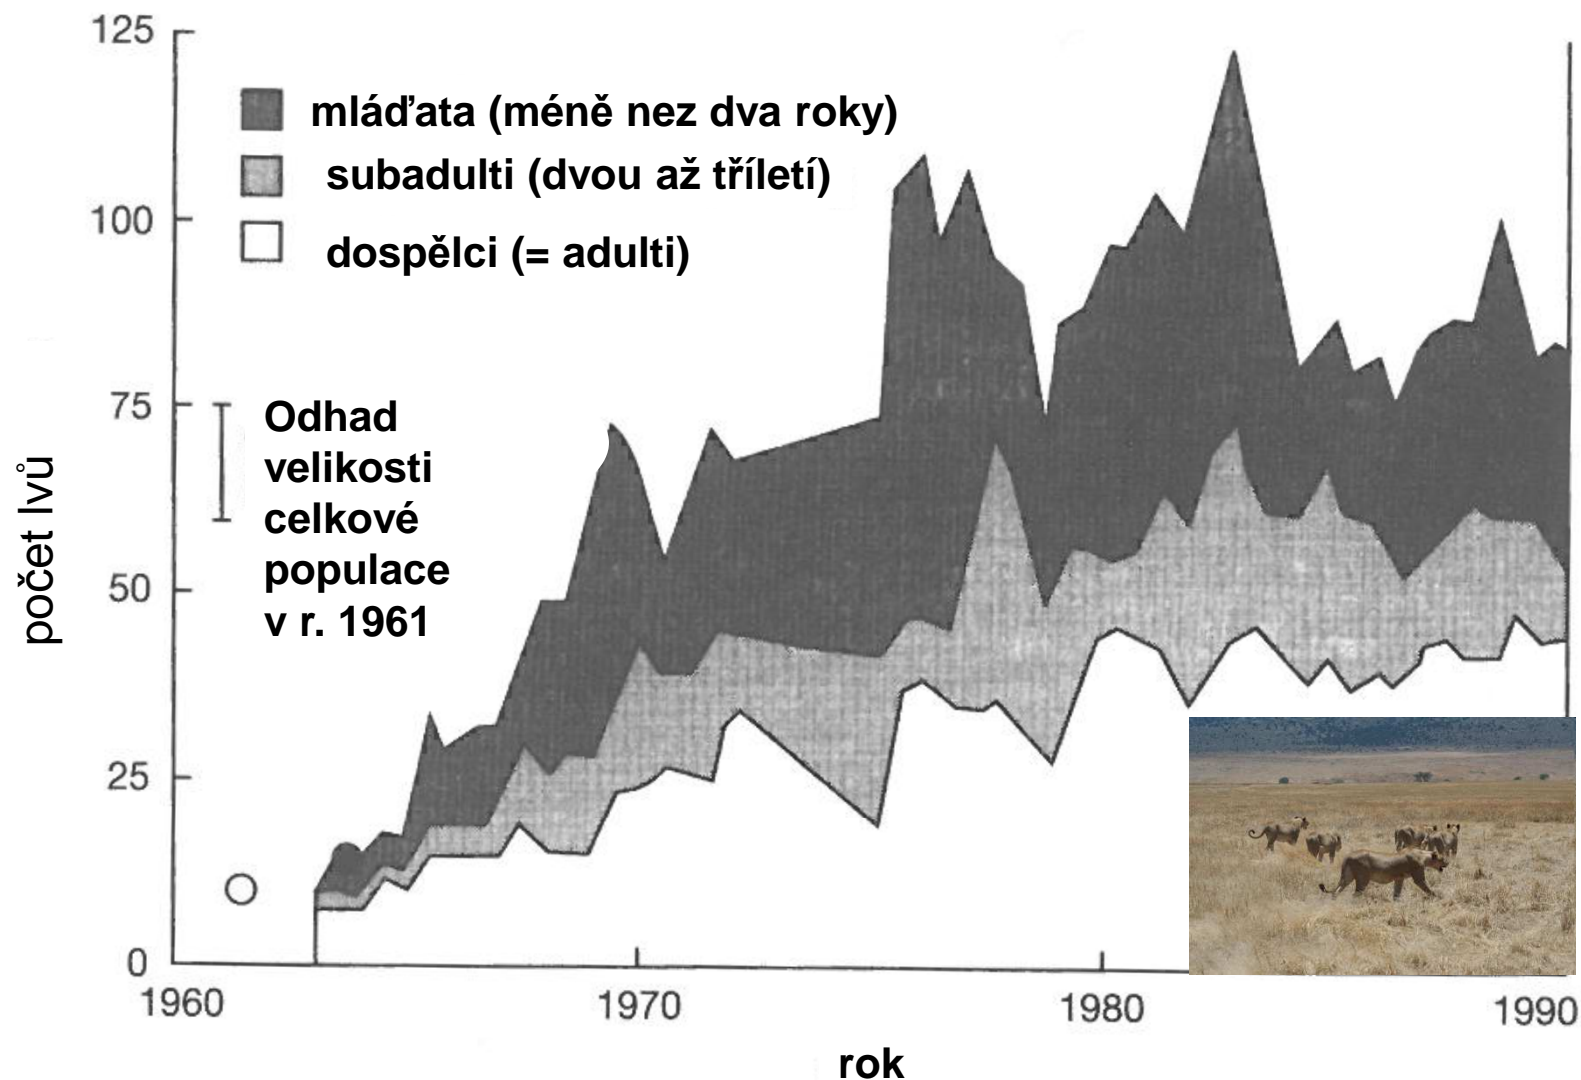 125
mláďata (méně nez dva roky)
subadulti (dvou až tříletí)
100
dospělci (= adulti)
75
Odhad
velikosti
celkové
populace
v r. 1961
počet lvů
50
25
0
1960
1970
1980
1990
rok